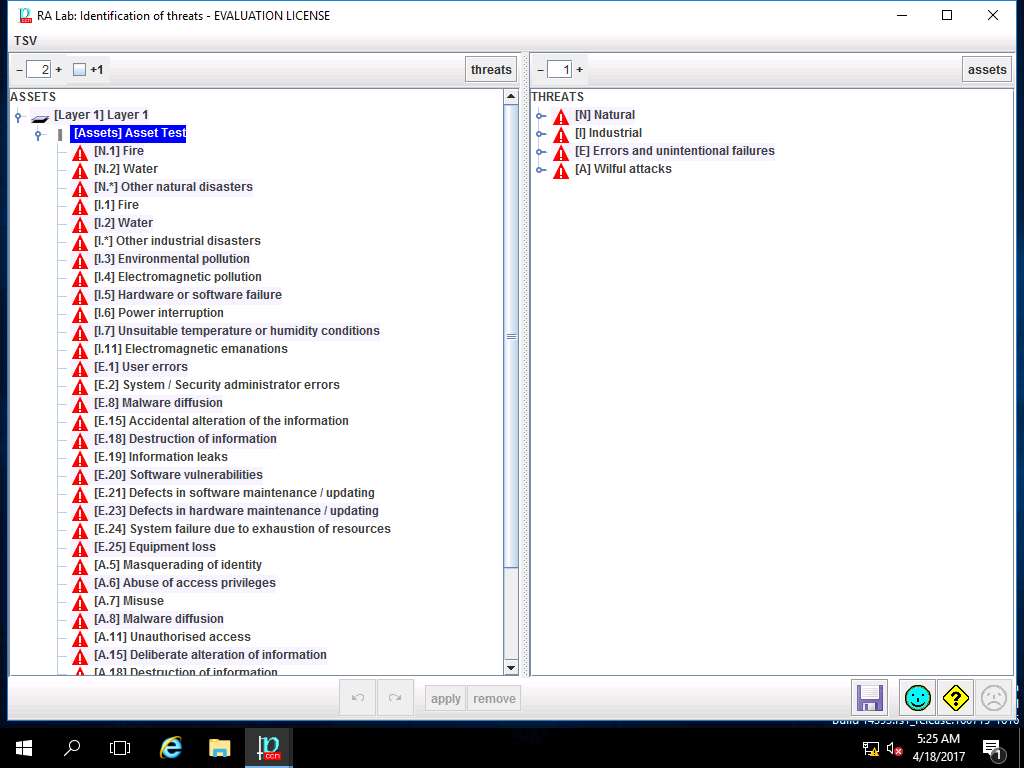 RA Lab: Identification of threats - EVALUATION LICENSE
TSV
– 2 + +1 threats
– 1 + assets
ASSETS
[Layer 1] Layer 1
[Assets] Asset Test
[N.1] Fire
[N.2] Water
[N.*] Other natural disasters
[I.1] Fire
[I.2] Water
[I.*] Other industrial disasters
[I.3] Environmental pollution
[I.4] Electromagnetic pollution
[I.5] Hardware or software failure
[I.6] Power interruption
[I.7] Unsuitable temperature or humidity conditions
[I.11] Electromagnetic emanations
[E.1] User errors
[E.2] System / Security administrator errors
[E.8] Malware diffusion
[E.15] Accidental alteration of the information
[E.18] Destruction of information
[E.19] Information leaks
[E.20] Software vulnerabilities
[E.21] Defects in software maintenance / updating
[E.23] Defects in hardware maintenance / updating
[E.24] System failure due to exhaustion of resources
[E.25] Equipment loss
[A.5] Masquerading of identity
[A.6] Abuse of access privileges
[A.7] Misuse
[A.8] Malware diffusion
[A.11] Unauthorised access
[A.15] Deliberate alteration of information
[A.18] Destruction of information
THREATS
[N] Natural
[I] Industrial
[E] Errors and unintentional failures
[A] Wilful attacks
apply remove
5:25 AM
4/18/2017
1